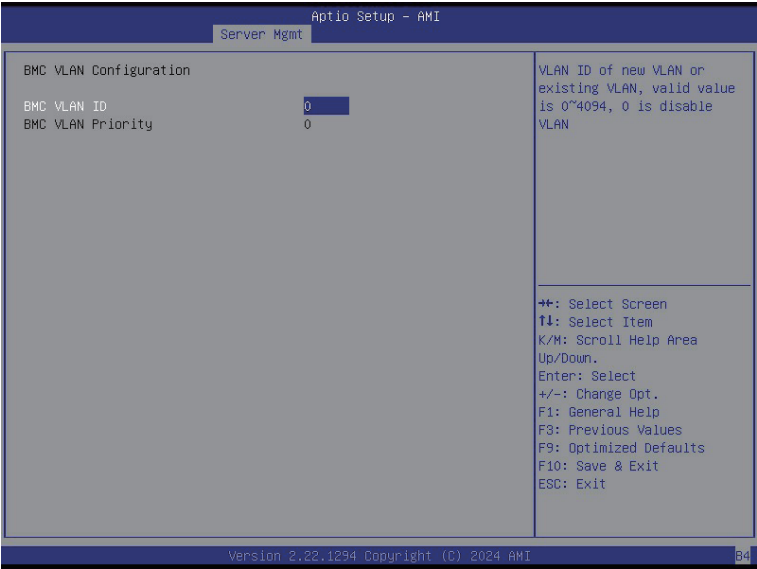 Aptio Setup - AMI
Server Mgmt
BMC VLAN Configuration
BMC VLAN ID 0
BMC VLAN Priority 0
VLAN ID of new VLAN or
existing VLAN, valid value
is 0~4094, 0 is disable
VLAN
→←: Select Screen
↑↓: Select Item
K/M: Scroll Help Area
Up/Down.
Enter: Select
+/-: Change Opt.
F1: General Help
F3: Previous Values
F9: Optimized Defaults
F10: Save & Exit
ESC: Exit
Version 2.22.1294 Copyright (C) 2024 AMI
B4